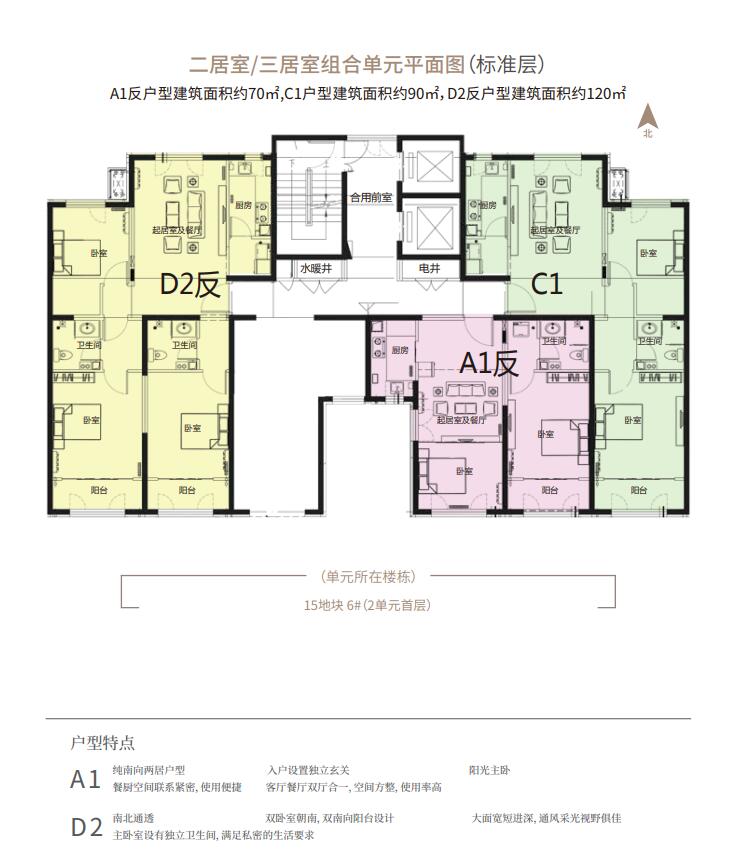 二居室/三居室组合单元平面图(标准层)
A1反户型建筑面积约70㎡,C1户型建筑面积约90㎡, D2反户型建筑面积约120㎡
北
合用前室
厨房
厨房
起居室及餐厅
起居室及餐厅
卧室
卧室
水暖井
电井
D2反
C1
卫生间
卫生间
厨房
A1反
卫生间
卫生间
卧室
卧室
起居室及餐厅
卧室
卧室
卧室
阳台
阳台
阳台
阳台
(单元所在楼栋)
15地块 6#(2单元首层)
户型特点
A1
纯南向两居户型
入户设置独立玄关
阳光主卧
餐厨空间联系紧密, 使用便捷
客厅餐厅双厅合一, 空间方整, 使用率高
D2
南北通透
双卧室朝南, 双南向阳台设计
大面宽短进深, 通风采光视野俱佳
主卧室设有独立卫生间, 满足私密的生活要求